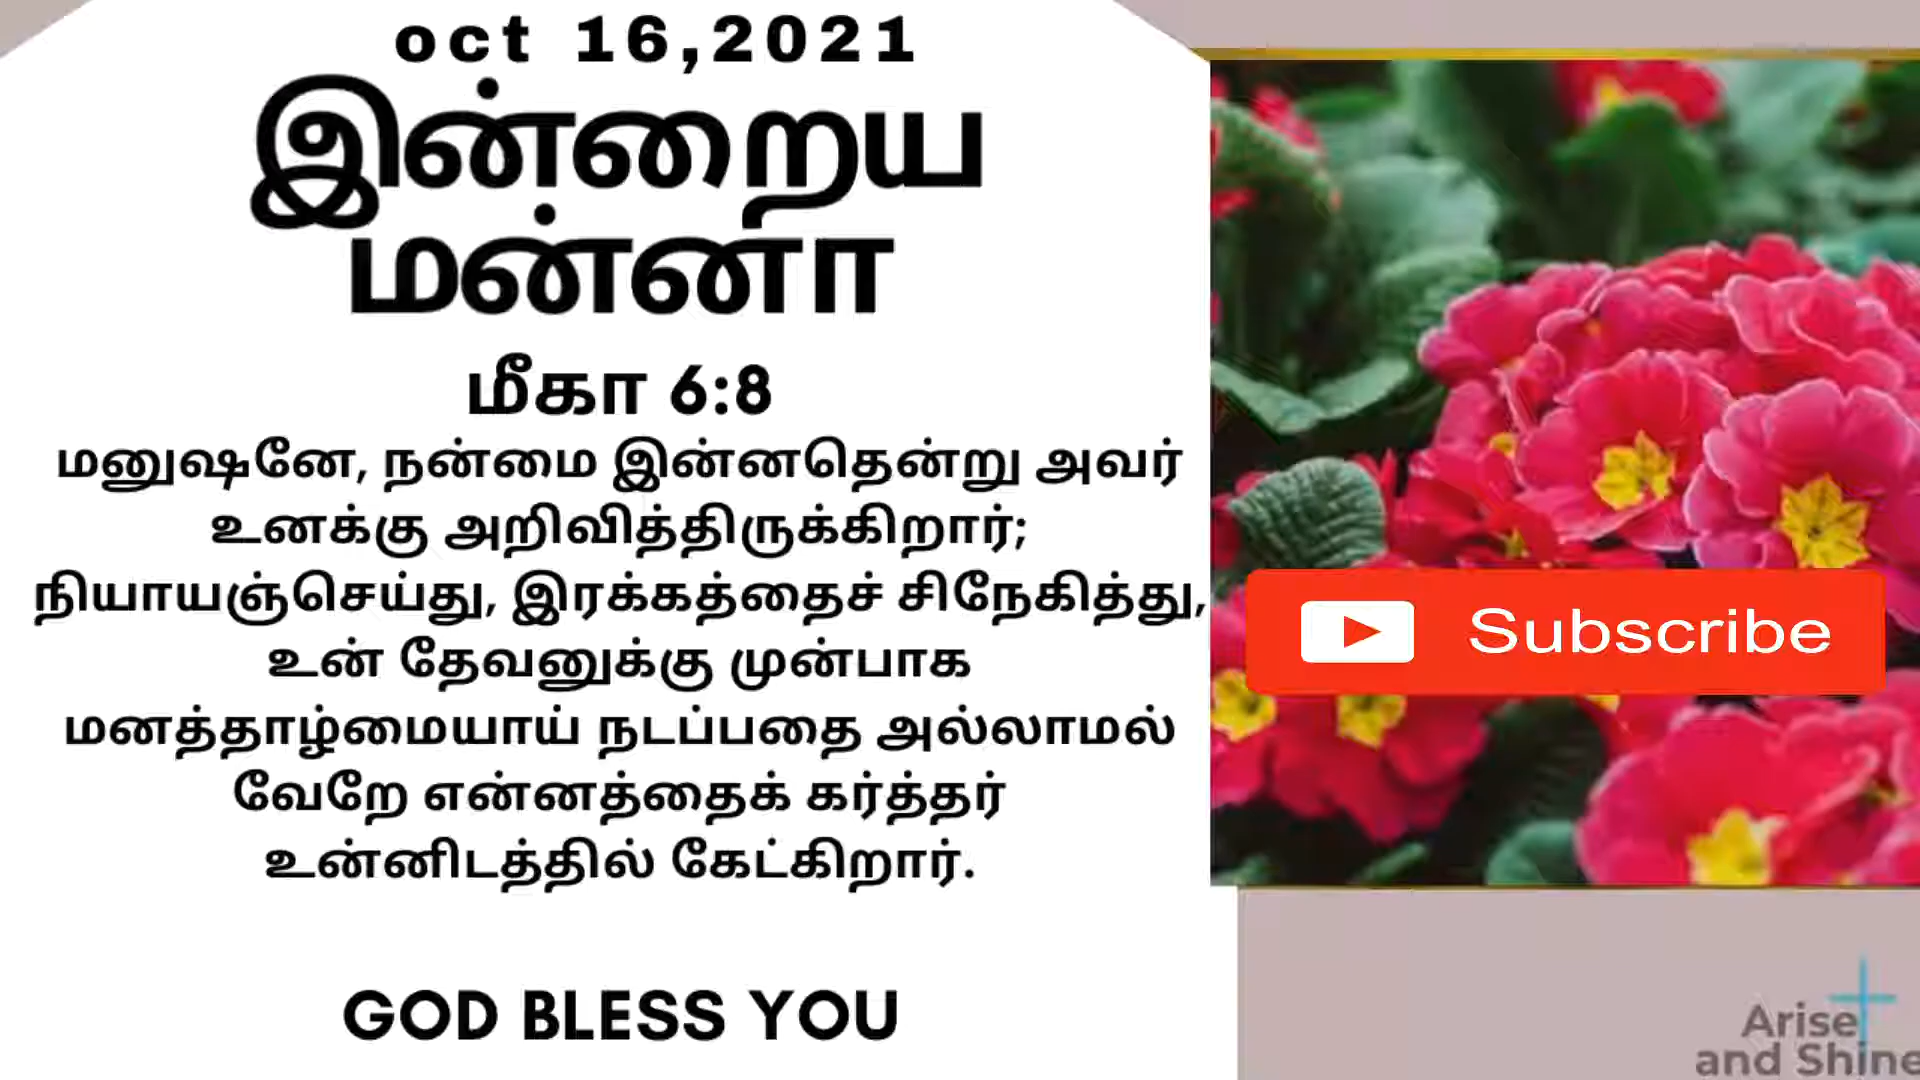 oct 16,2021
இன்றைய
மன்னா
மீகா 6:8
மனுஷனே, நன்மை இன்னதென்று அவர்
உனக்கு அறிவித்திருக்கிறார்;
நியாயஞ்செய்து, இரக்கத்தைச் சிநேகித்து,
உன் தேவனுக்கு முன்பாக
மனத்தாழ்மையாய் நடப்பதை அல்லாமல்
வேறே என்னத்தைக் கர்த்தர்
உன்னிடத்தில் கேட்கிறார்.
GOD BLESS YOU
Subscribe
Arise
and Shine